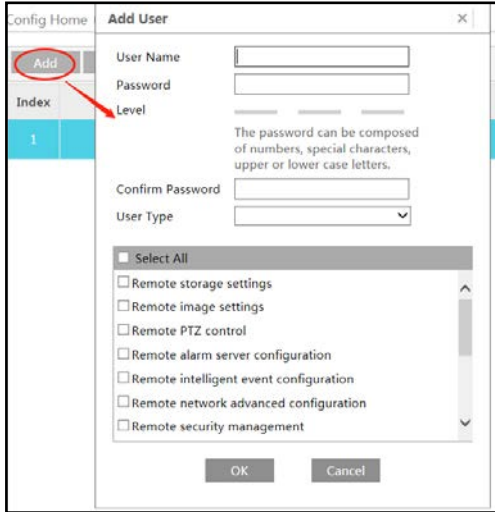 Config Home
Add User
Add
User Name
Password
Index
Level
1
The password can be composed
of numbers, special characters,
upper or lower case letters.
Confirm Password
User Type
Select All
Remote storage settings
Remote image settings
Remote PTZ control
Remote alarm server configuration
Remote intelligent event configuration
Remote network advanced configuration
Remote security management
OK Cancel